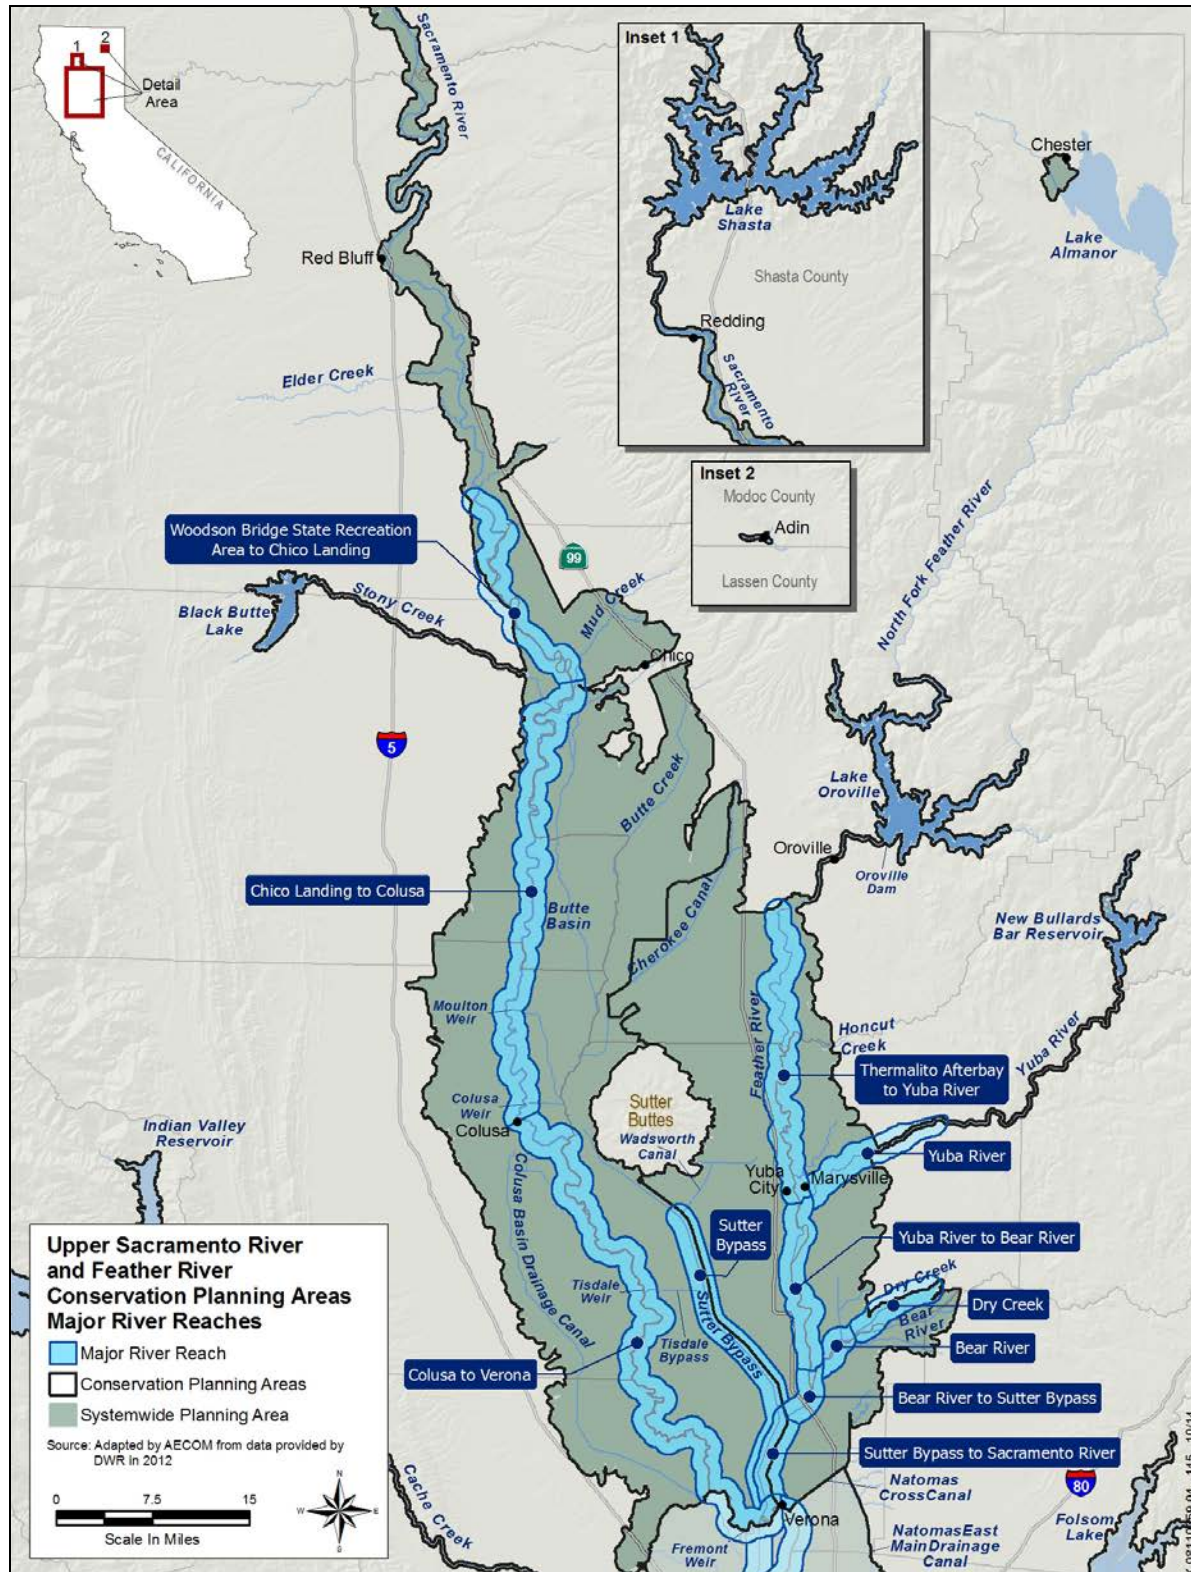 1
2
Detail
Area
CALIFORNIA
Sacramento River
Inset 1
Lake
Shasta
Shasta County
Redding
Sacramento
River
Chester
Lake
Almanor
Red Bluff
Elder Creek
Inset 2
Modoc County
Adin
Lassen County
North Fork Feather River
Woodson Bridge State Recreation
Area to Chico Landing
99
Black Butte
Lake
Stony Creek
Mud Creek
Chico
5
Lake
Oroville
Butte Creek
Oroville
Oroville
Dam
Chico Landing to Colusa
Butte
Basin
Cherokee Canal
New Bullards
Bar Reservoir
Moulton
Weir
Feather River
Honcut
Creek
Yuba River
Thermalito Afterbay
to Yuba River
Colusa
Weir
Colusa
Sutter
Buttes
Wadsworth
Canal
Indian Valley
Reservoir
Yuba River
Yuba
City
Marysville
Colusa Basin Drainage Canal
Sutter
Bypass
Yuba River to Bear River
Tisdale
Weir
Sutter Bypass
Dry Creek
Dry Creek
Bear
River
Tisdale
Bypass
Bear River
Colusa to Verona
Bear River to Sutter Bypass
Sutter Bypass to Sacramento River
Natomas
CrossCanal
80
Verona
Cache Creek
Fremont
Weir
NatomasEast
MainDrainage
Canal
Folsom
Lake
Upper Sacramento River
and Feather River
Conservation Planning Areas
Major River Reaches
Major River Reach
Conservation Planning Areas
Systemwide Planning Area
Source: Adapted by AECOM from data provided by
DWR in 2012
0 7.5 15
Scale In Miles
N
W E
S